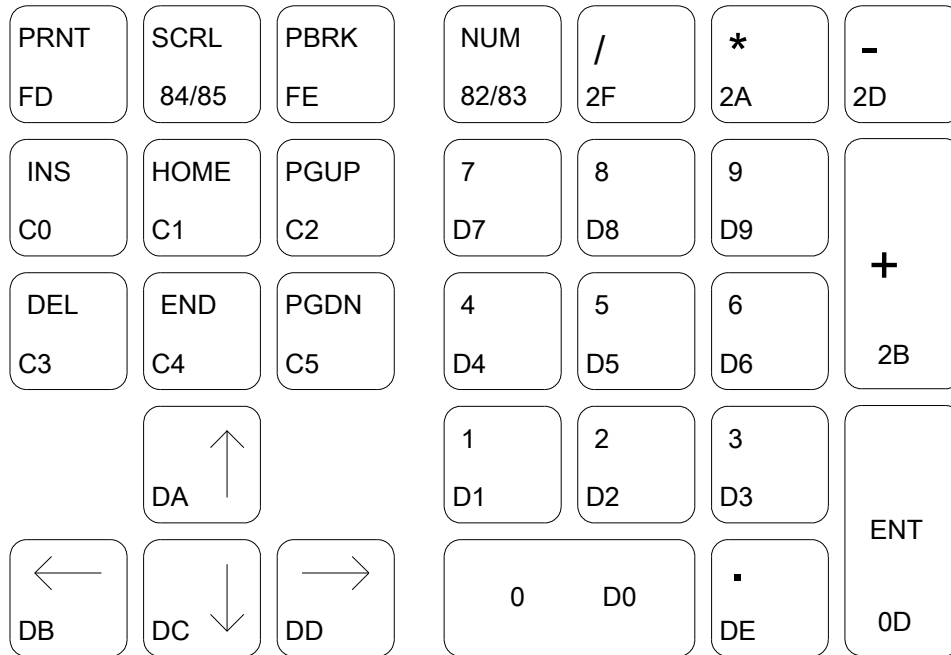 PRNT SCRL PBRK NUM / * -
FD 84/85 FE 82/83 2F 2A 2D
INS HOME PGUP 7 8 9
C0 C1 C2 D7 D8 D9
+
DEL END PGDN 4 5 6
C3 C4 C5 D4 D5 D6 2B
↑ 1 2 3
DA D1 D2 D3
ENT
← ↓ → 0 D0 .
DB DC DD DE 0D